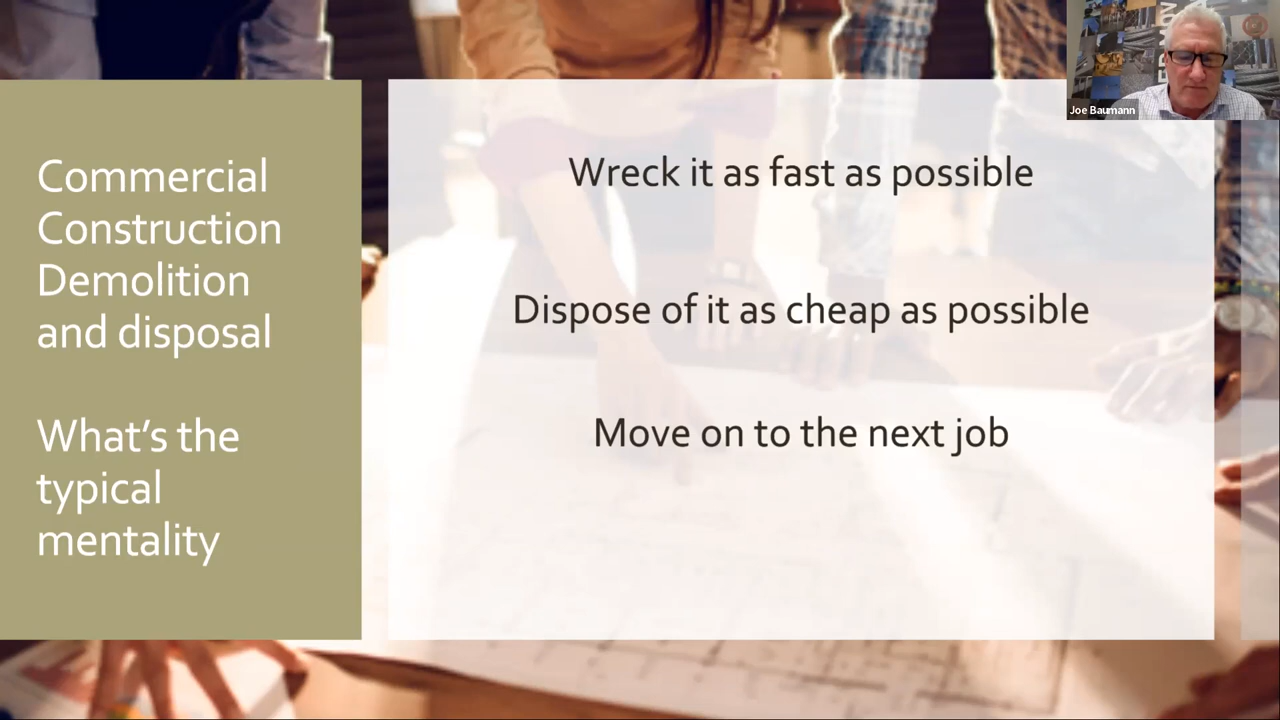 Commercial
Construction
Demolition
and disposal
What's the
typical
mentality
Wreck it as fast as possible
Dispose of it as cheap as possible
Move on to the next job
Joe Baumann